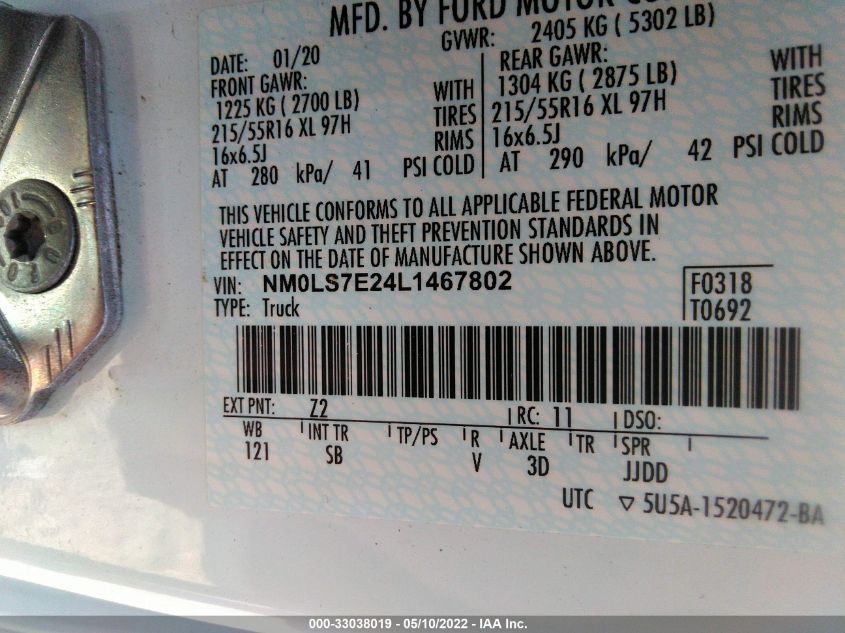 MFD. BY FORD MOTOR CO
GVWR: 2405 KG ( 5302 LB)
DATE: 01/20
FRONT GAWR:
1225 KG ( 2700 LB) WITH
215/55R16 XL 97H TIRES
16x6.5J RIMS
AT 280 kPa/ 41 PSI COLD
REAR GAWR: WITH
1304 KG ( 2875 LB) TIRES
215/55R16 XL 97H RIMS
16x6.5J
AT 290 kPa/ 42 PSI COLD
THIS VEHICLE CONFORMS TO ALL APPLICABLE FEDERAL MOTOR
VEHICLE SAFETY AND THEFT PREVENTION STANDARDS IN
EFFECT ON THE DATE OF MANUFACTURE SHOWN ABOVE.
VIN: NM0LS7E24L1467802
TYPE: Truck
F0318
T0692
EXT PNT: Z2 RC: 11 DSO:
WB INT TR TP/PS R AXLE TR SPR
121 SB V 3D JJDD
UTC ▽ 5U5A-1520472-BA
000-33038019 - 05/10/2022 - IAA Inc.